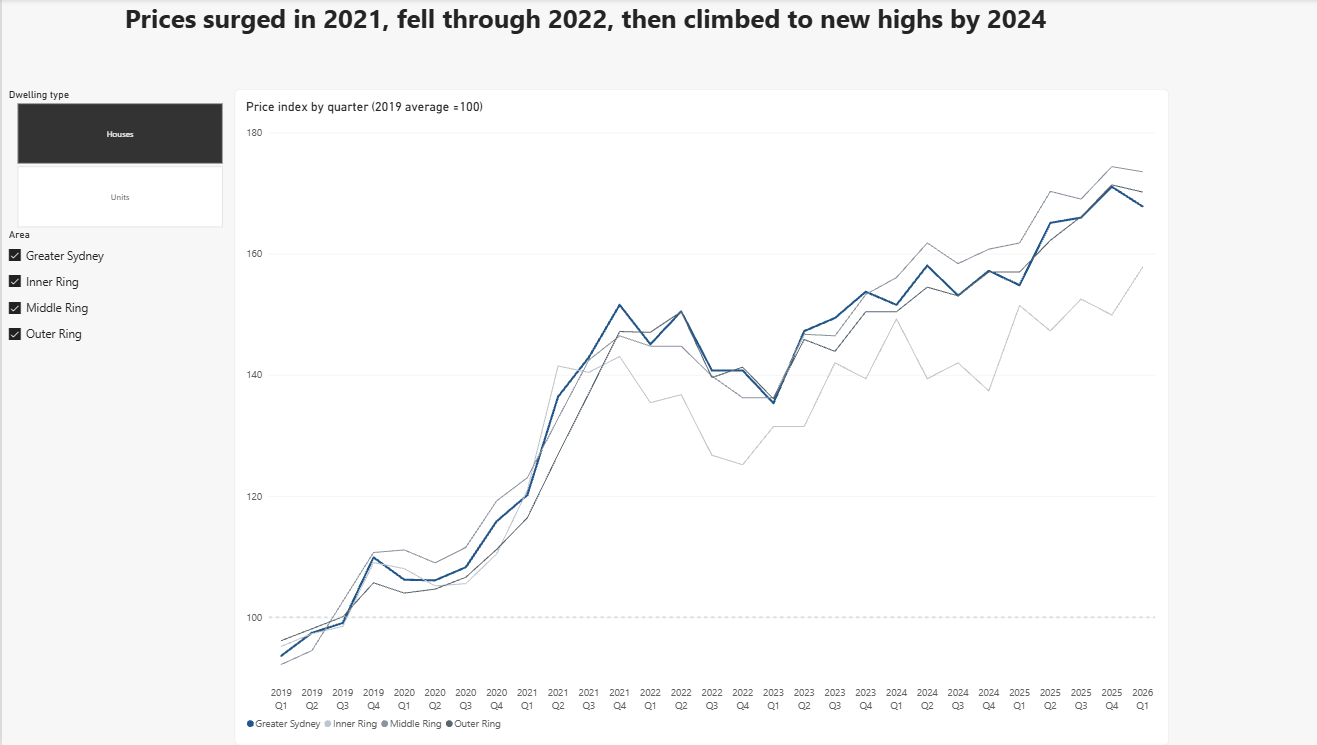 Prices surged in 2021, fell through 2022, then climbed to new highs by 2024
Dwelling type
Houses
Units
Area
Greater Sydney
Inner Ring
Middle Ring
Outer Ring
Price index by quarter (2019 average =100)
180
160
140
120
100
2019 2019 2019 2019 2020 2020 2020 2020 2021 2021 2021 2021 2022 2022 2022 2022 2023 2023 2023 2023 2024 2024 2024 2024 2025 2025 2025 2025 2026
Q1 Q2 Q3 Q4 Q1 Q2 Q3 Q4 Q1 Q2 Q3 Q4 Q1 Q2 Q3 Q4 Q1 Q2 Q3 Q4 Q1 Q2 Q3 Q4 Q1 Q2 Q3 Q4 Q1
Greater Sydney Inner Ring Middle Ring Outer Ring